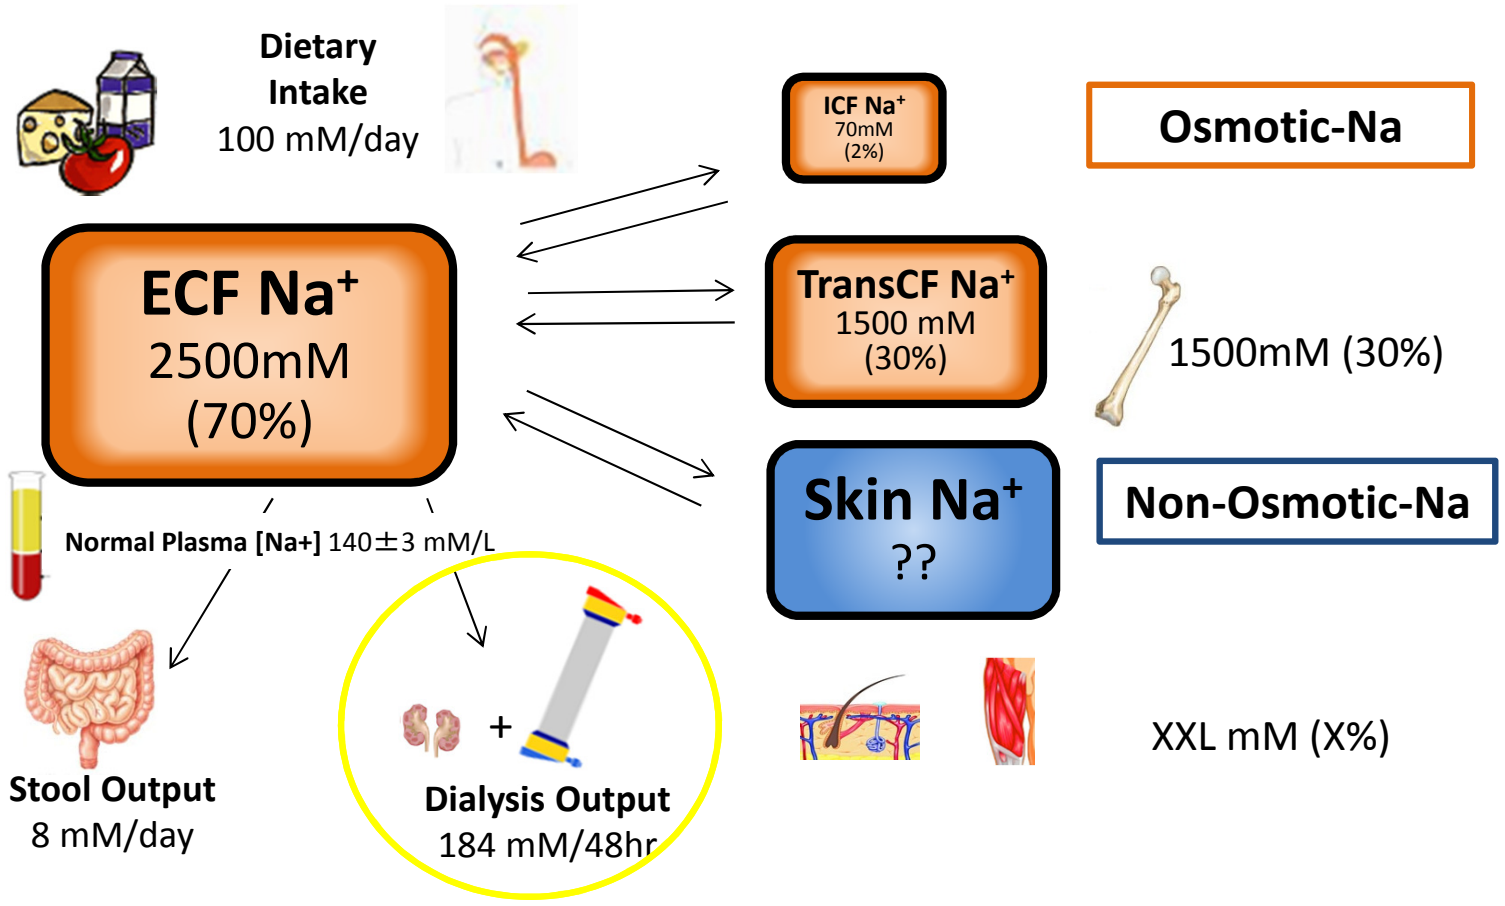 Dietary
Intake
100 mM/day
ICF Na⁺
70mM
(2%)
Osmotic-Na
ECF Na⁺
2500mM
(70%)
TransCF Na⁺
1500 mM
(30%)
1500mM (30%)
Skin Na⁺
??
Non-Osmotic-Na
Normal Plasma [Na+] 140±3 mM/L
+
Stool Output
8 mM/day
Dialysis Output
184 mM/48hr
XXL mM (X%)